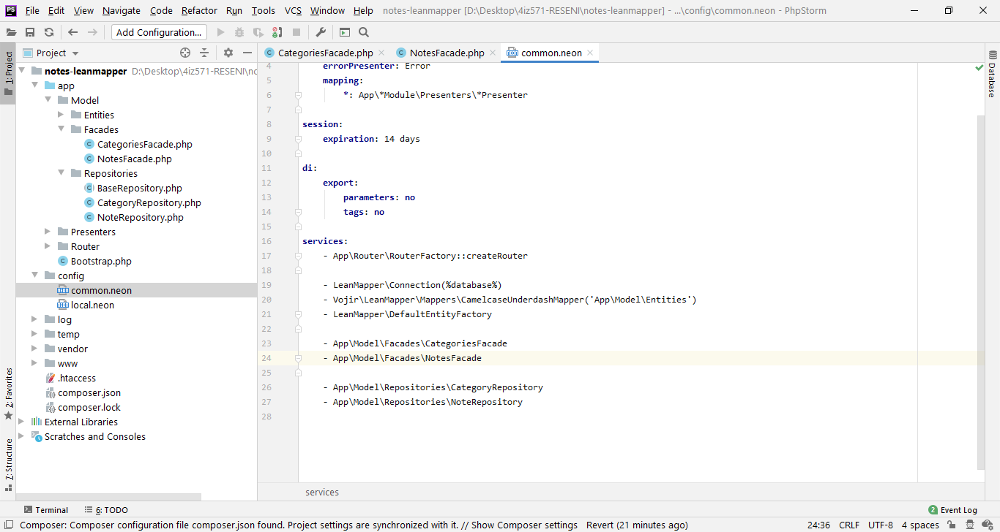 PS File Edit View Navigate Code Refactor Run Tools VCS Window Help notes-leanmapper [D:\Desktop\4iz571-RESENI\notes-leanmapper] - ...\config\common.neon - PhpStorm
Add Configuration...
1: Project
Project
CategoriesFacade.php
NotesFacade.php
common.neon
Database
notes-leanmapper D:\Desktop\4iz571-RESENI\no
app
Model
Entities
Facades
CategoriesFacade.php
NotesFacade.php
Repositories
BaseRepository.php
CategoryRepository.php
NoteRepository.php
Presenters
Router
Bootstrap.php
config
common.neon
local.neon
log
temp
vendor
www
.htaccess
composer.json
composer.lock
External Libraries
Scratches and Consoles
2: Favorites
7: Structure
4 errorPresenter: Error
5 mapping:
6 *: App\*Module\Presenters\*Presenter
7
8 session:
9 expiration: 14 days
10
11 di:
12 export:
13 parameters: no
14 tags: no
15
16 services:
17 - App\Router\RouterFactory::createRouter
18
19 - LeanMapper\Connection(%database%)
20 - Vojir\LeanMapper\Mappers\CamelcaseUnderdashMapper('App\Model\Entities')
21 - LeanMapper\DefaultEntityFactory
22
23 - App\Model\Facades\CategoriesFacade
24 - App\Model\Facades\NotesFacade
25
26 - App\Model\Repositories\CategoryRepository
27 - App\Model\Repositories\NoteRepository
28
services
Terminal 6: TODO 2 Event Log
Composer: Composer configuration file composer.json found. Project settings are synchronized with it. // Show Composer settings Revert (21 minutes ago) 24:36 CRLF UTF-8 4 spaces